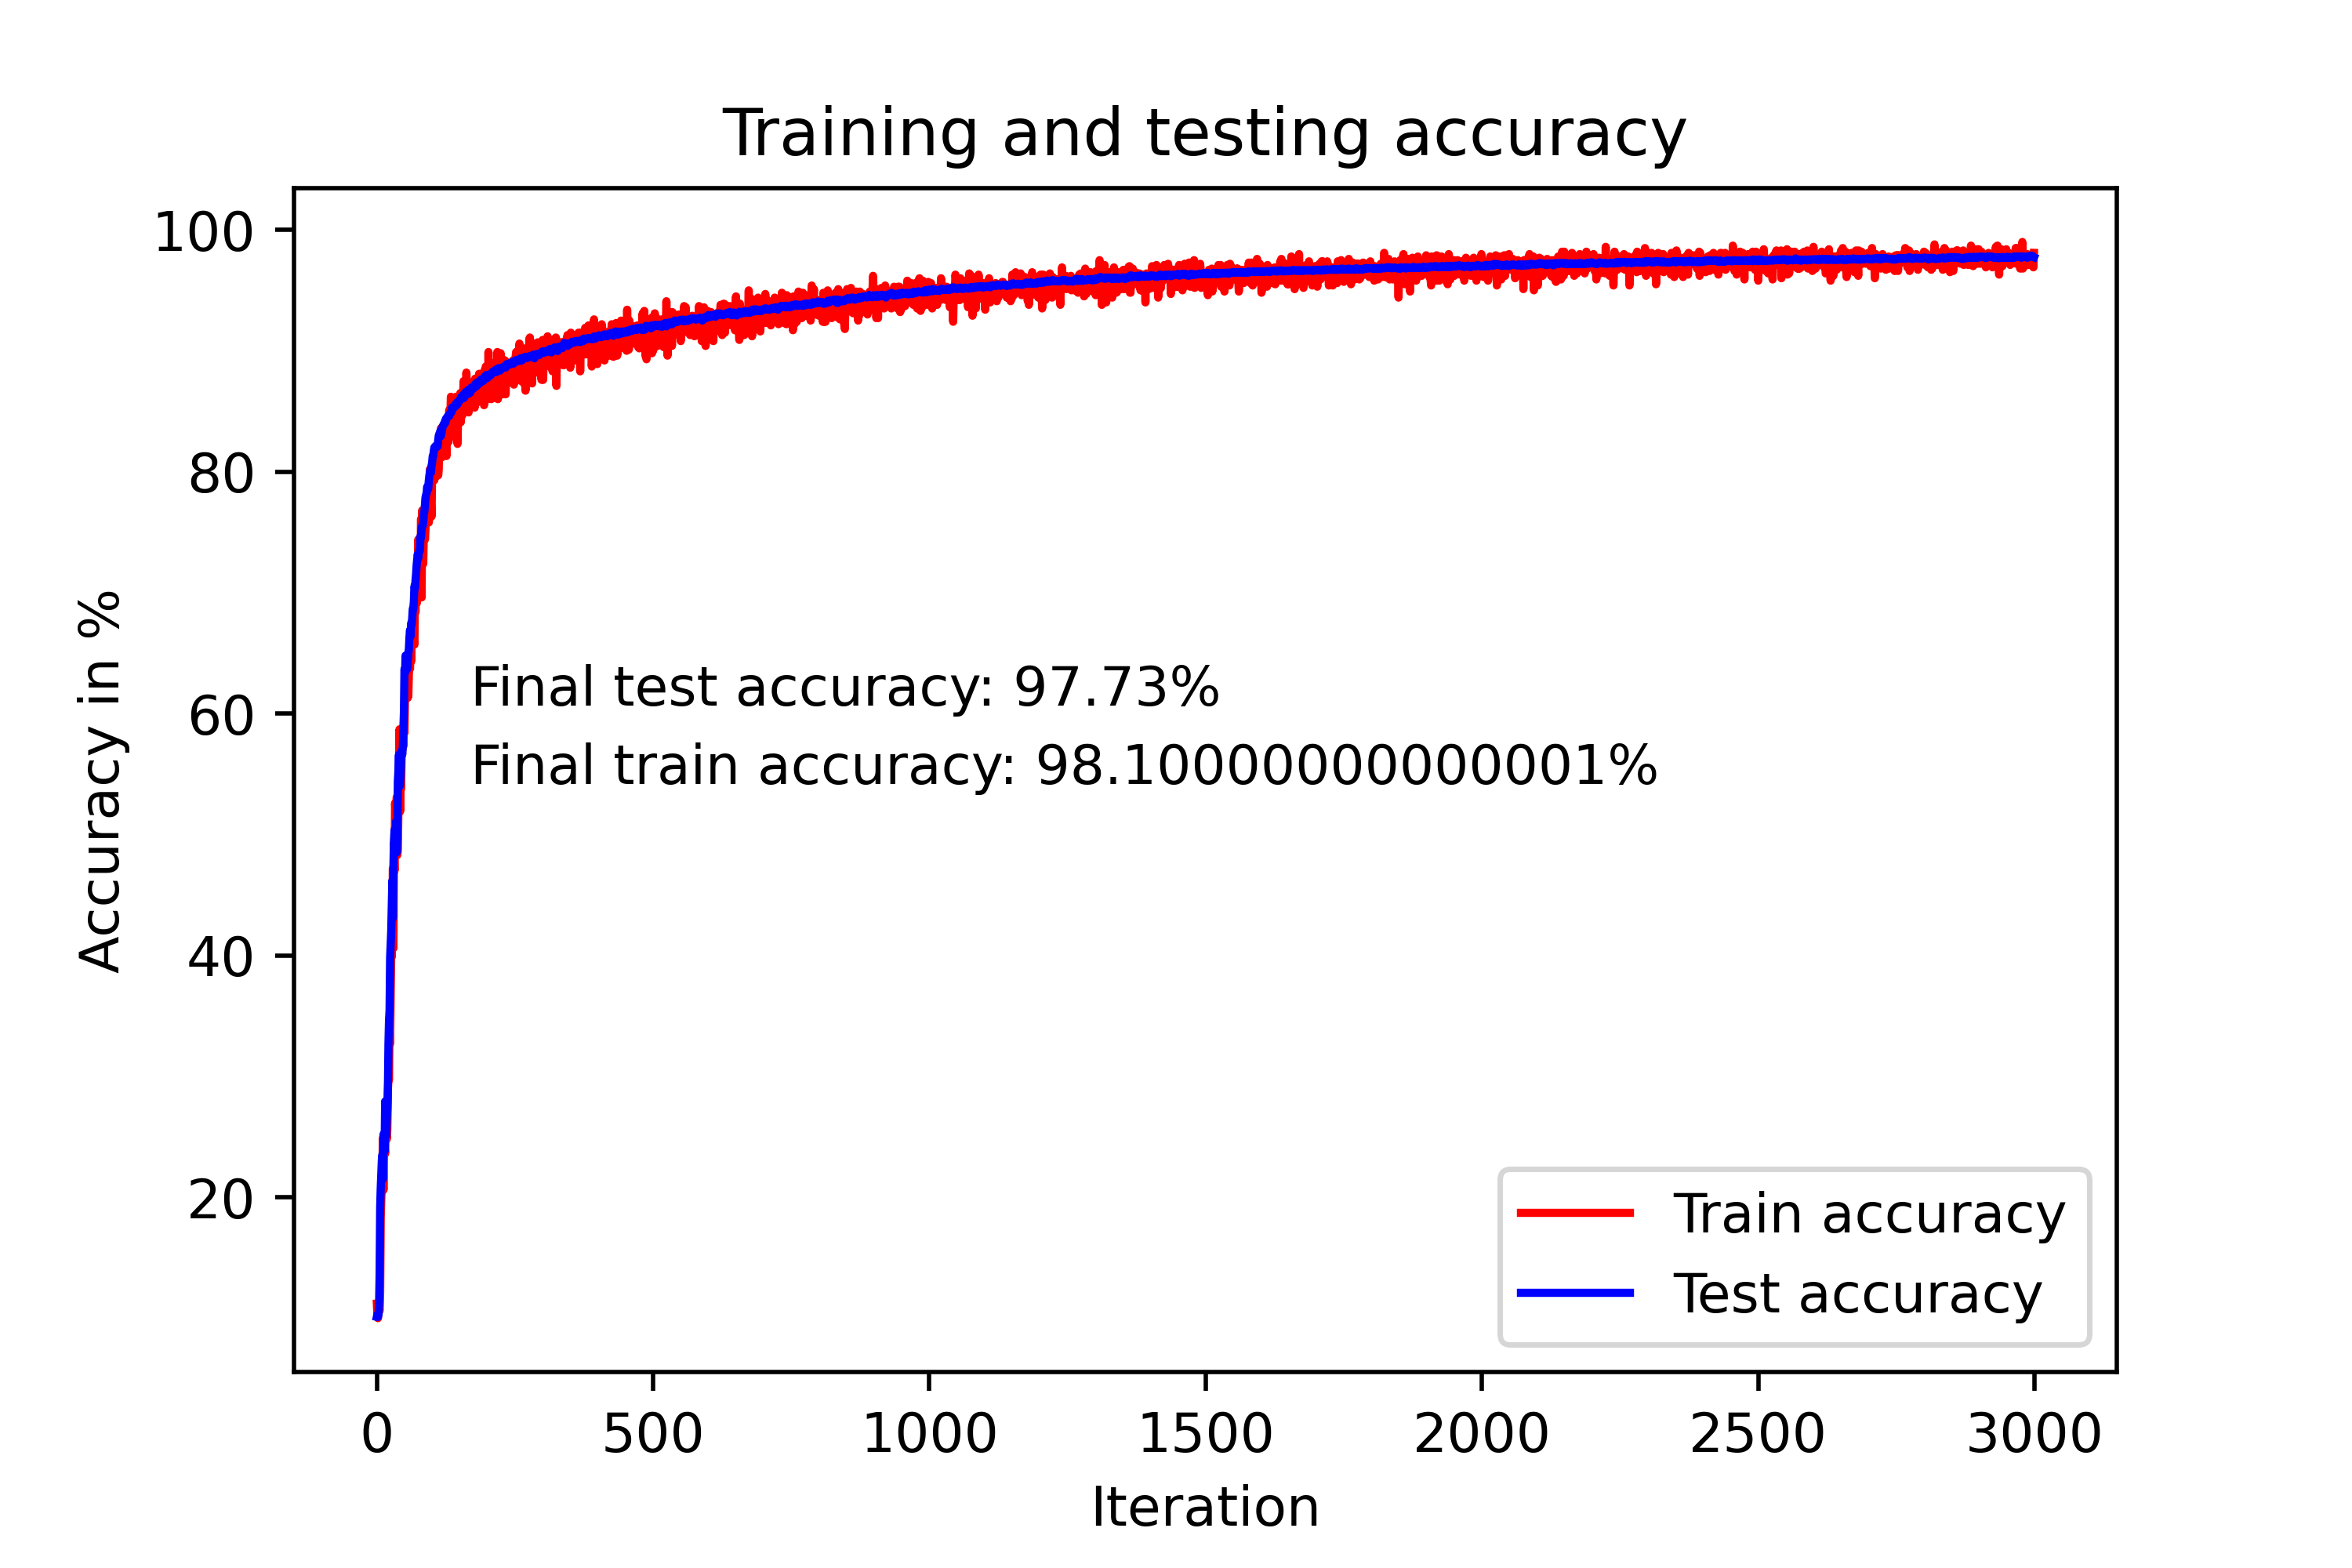 Training and testing accuracy
100
80
60
40
20
Accuracy in %
Final test accuracy: 97.73%
Final train accuracy: 98.10000000000001%
Train accuracy
Test accuracy
0 500 1000 1500 2000 2500 3000
Iteration